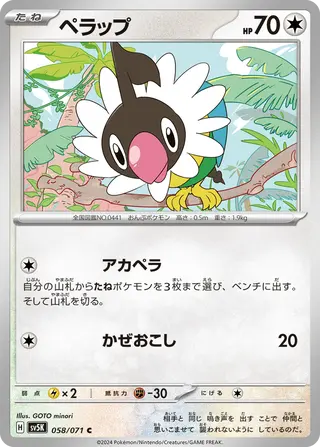 たね ペラップ HP70
全国図鑑NO.0441 おんぷポケモン 高さ：0.5m 重さ：1.9kg
アカペラ
自分の山札からたねポケモンを3枚まで選び、ベンチに出す。
そして山札を切る。
かぜおこし 20
弱点 ×2 抵抗力 -30 にげる
Illus. GOTO minori
H SV5K 058/071 C
相手と 同じ 鳴き声を 出すことで 仲間と
思いこませて 襲われないように しているのだ。
©2024 Pokémon/Nintendo/Creatures/GAME FREAK.